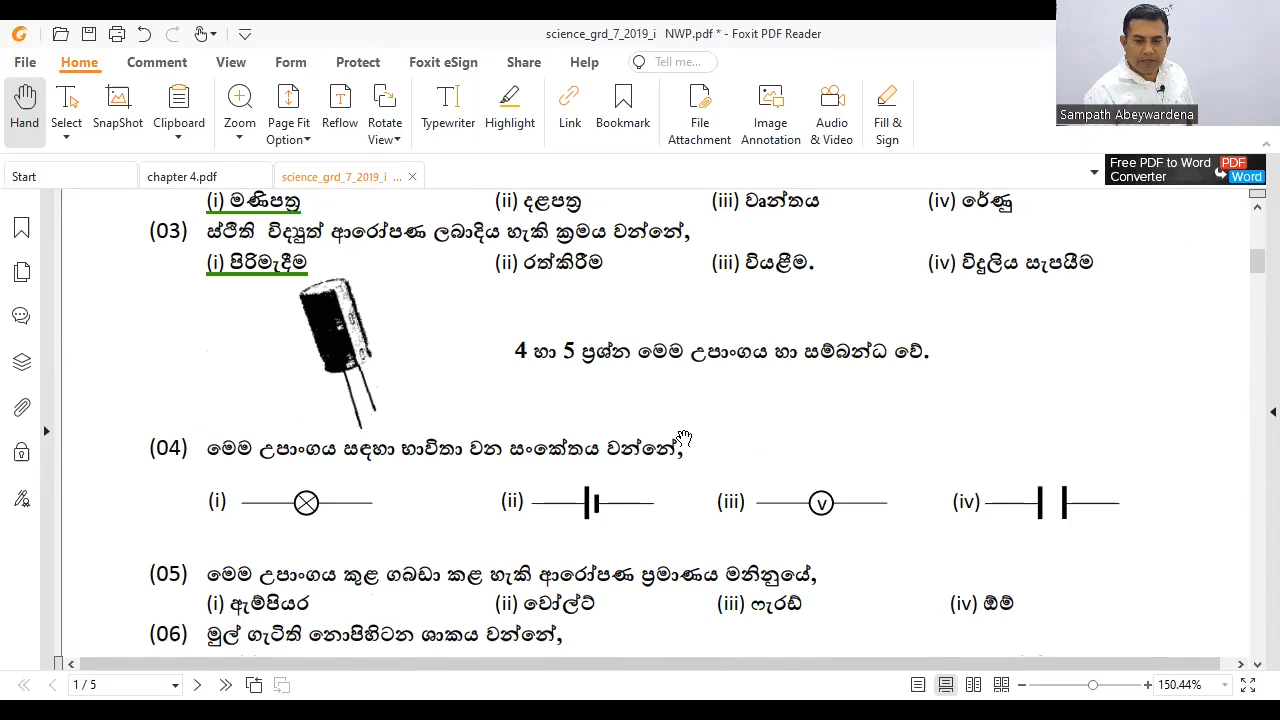 science_grd_7_2019_i NWP.pdf * - Foxit PDF Reader
File Home Comment View Form Protect Foxit eSign Share Help Tell me...
Hand Select SnapShot Clipboard Zoom Page Fit Option Reflow Rotate View Typewriter Highlight Link Bookmark File Attachment Image Annotation Audio & Video Fill & Sign
Sampath Abeywardena
Start chapter 4.pdf science_grd_7_2019_i ...
Free PDF to Word Converter PDF Word
(i) මණිපත්‍ර (ii) දළපත්‍ර (iii) වෘන්තය (iv) රේණු
(03) ස්ථිති විද්‍යුත් ආරෝපණ ලබාදිය හැකි ක්‍රමය වන්නේ,
(i) පිරිමැදීම (ii) රත්කිරීම (iii) වියළීම. (iv) විදුලිය සැපයීම
4 හා 5 ප්‍රශ්න මෙම උපාංගය හා සම්බන්ධ වේ.
(04) මෙම උපාංගය සඳහා භාවිතා වන සංකේතය වන්නේ,
(i) (ii) (iii) V (iv)
(05) මෙම උපාංගය තුළ ගබඩා කළ හැකි ආරෝපණ ප්‍රමාණය මනිනුයේ,
(i) ඇම්පියර (ii) වෝල්ට් (iii) ෆැරඩ් (iv) ඕම්
(06) මුල් ගැටිති නොපිහිටන ශාකය වන්නේ,
1 / 5 150.44%